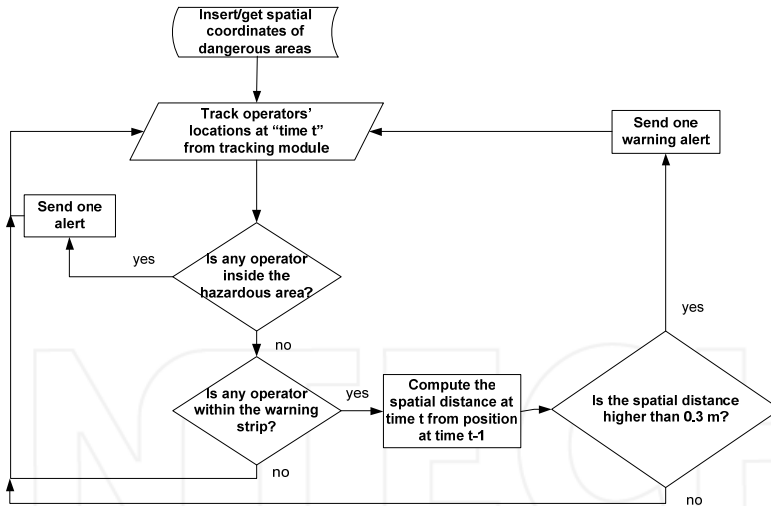 Insert/get spatial
coordinates of
dangerous areas
Track operators'
locations at "time t"
from tracking module
Send one
warning alert
Send one
alert
yes
Is any operator
inside the
hazardous area?
yes
no
Is any operator
within the warning
strip?
yes
Compute the
spatial distance at
time t from position
at time t-1
Is the spatial distance
higher than 0.3 m?
no
no
NTECH